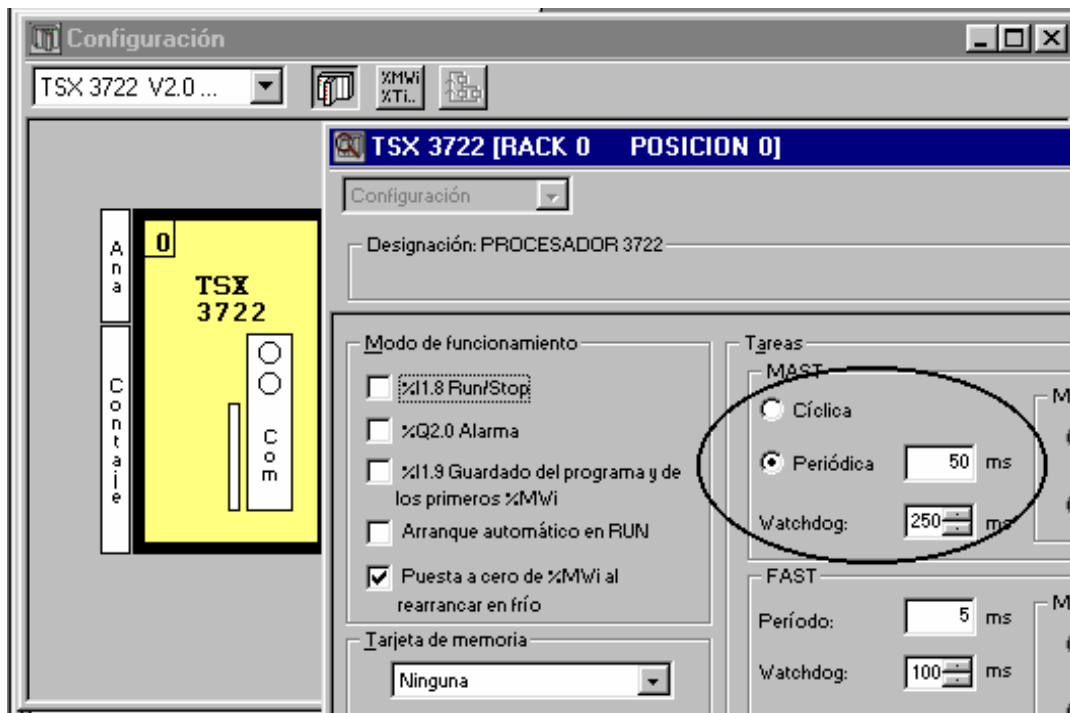 Configuración
TSX 3722 V2.0 ...
%MWi
%Ti..
TSX 3722 [RACK 0 POSICION 0]
Configuración
Designación: PROCESADOR 3722
Ana
Contaje
0
TSX
3722
Com
Modo de funcionamiento
%I1.8 Run/Stop
%Q2.0 Alarma
%I1.9 Guardado del programa y de
los primeros %MWi
Arranque automático en RUN
Puesta a cero de %MWi al
rearrancar en frío
Tarjeta de memoria
Ninguna
Tareas
MAST
Cíclica
Periódica 50 ms
Watchdog: 250 ms
M
FAST
Período: 5 ms
Watchdog: 100 ms
M